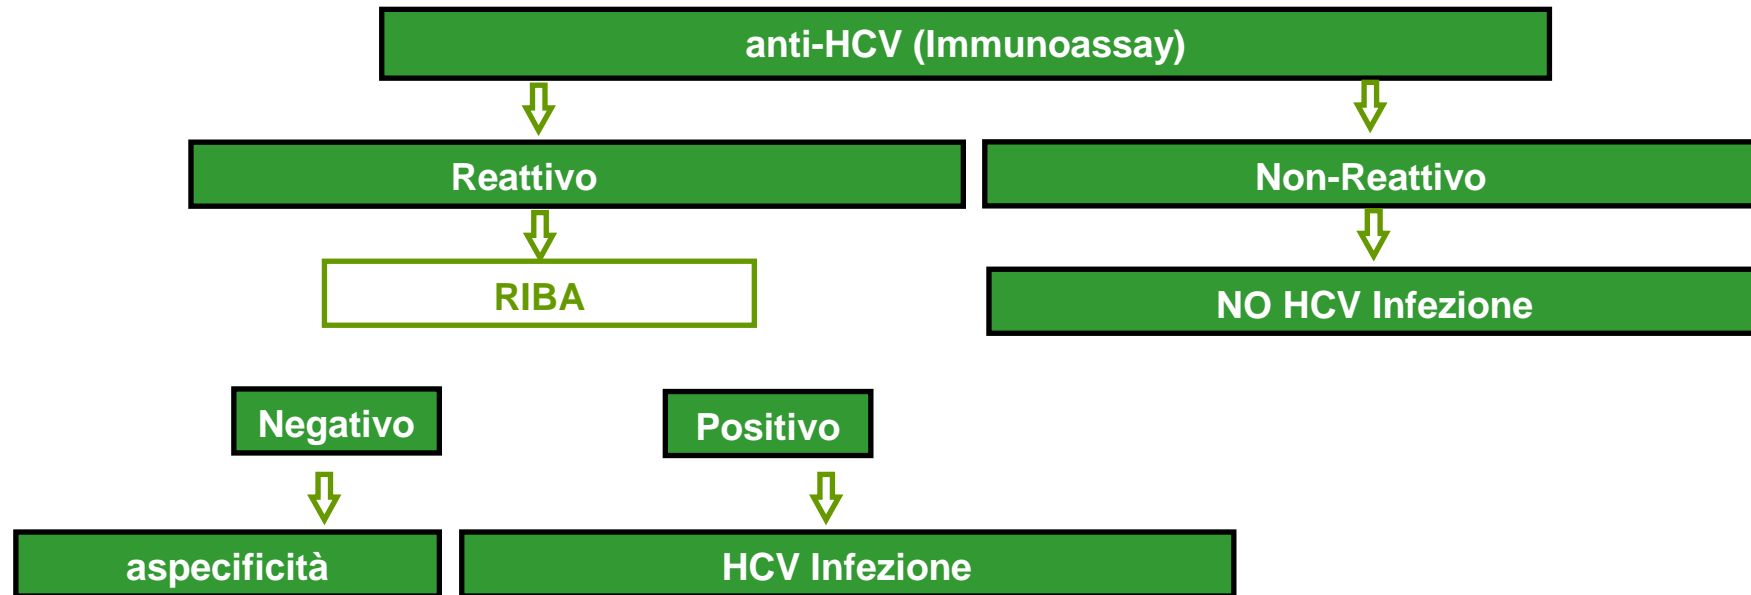 anti-HCV (Immunoassay)
Reattivo
Non-Reattivo
RIBA
NO HCV Infezione
Negativo
Positivo
aspecificità
HCV Infezione